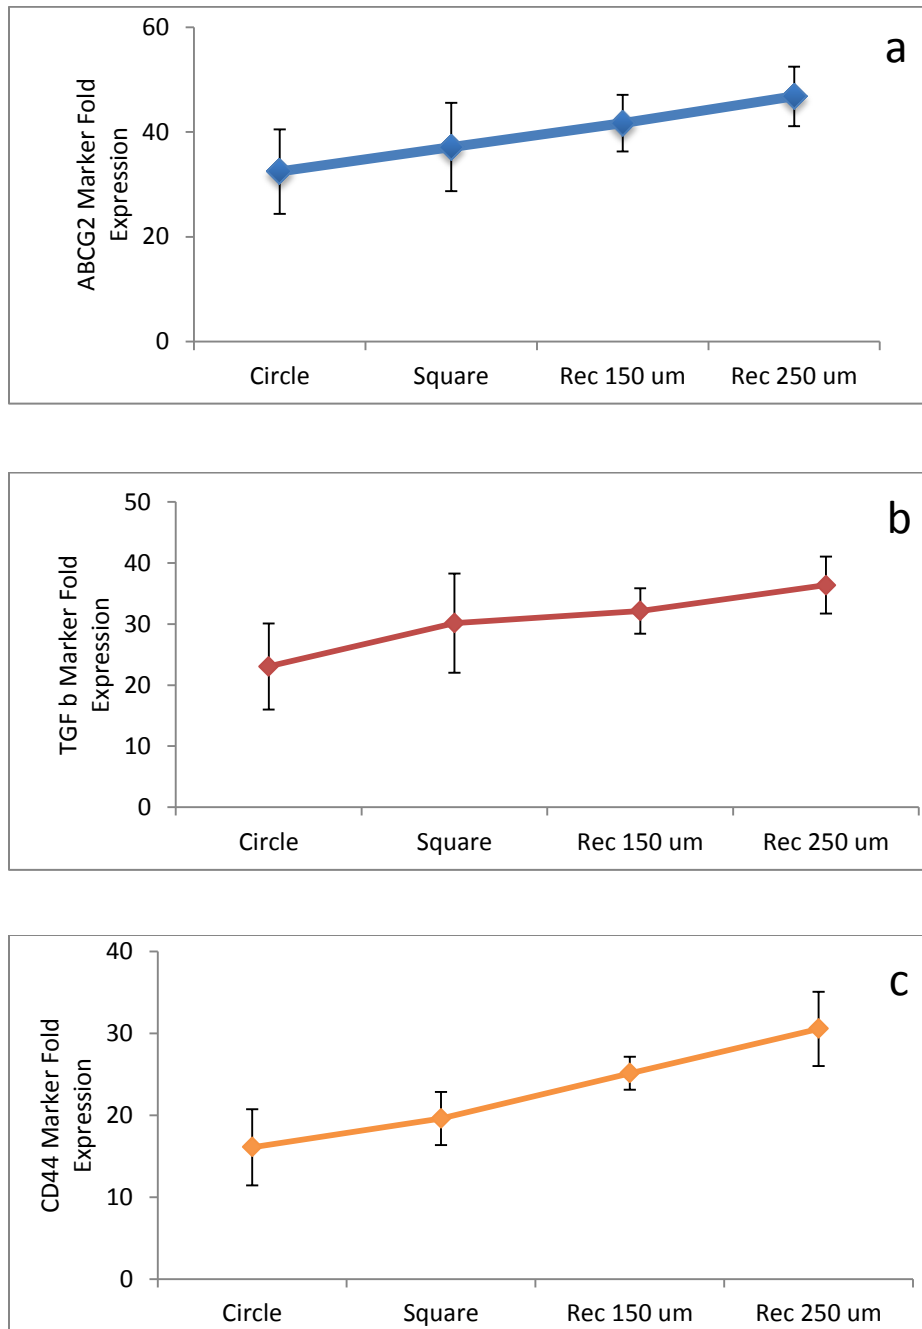 a
ABCG2 Marker Fold
Expression
60
40
20
0
Circle Square Rec 150 um Rec 250 um
b
TGF b Marker Fold
Expression
50
40
30
20
10
0
Circle Square Rec 150 um Rec 250 um
c
CD44 Marker Fold
Expression
40
30
20
10
0
Circle Square Rec 150 um Rec 250 um